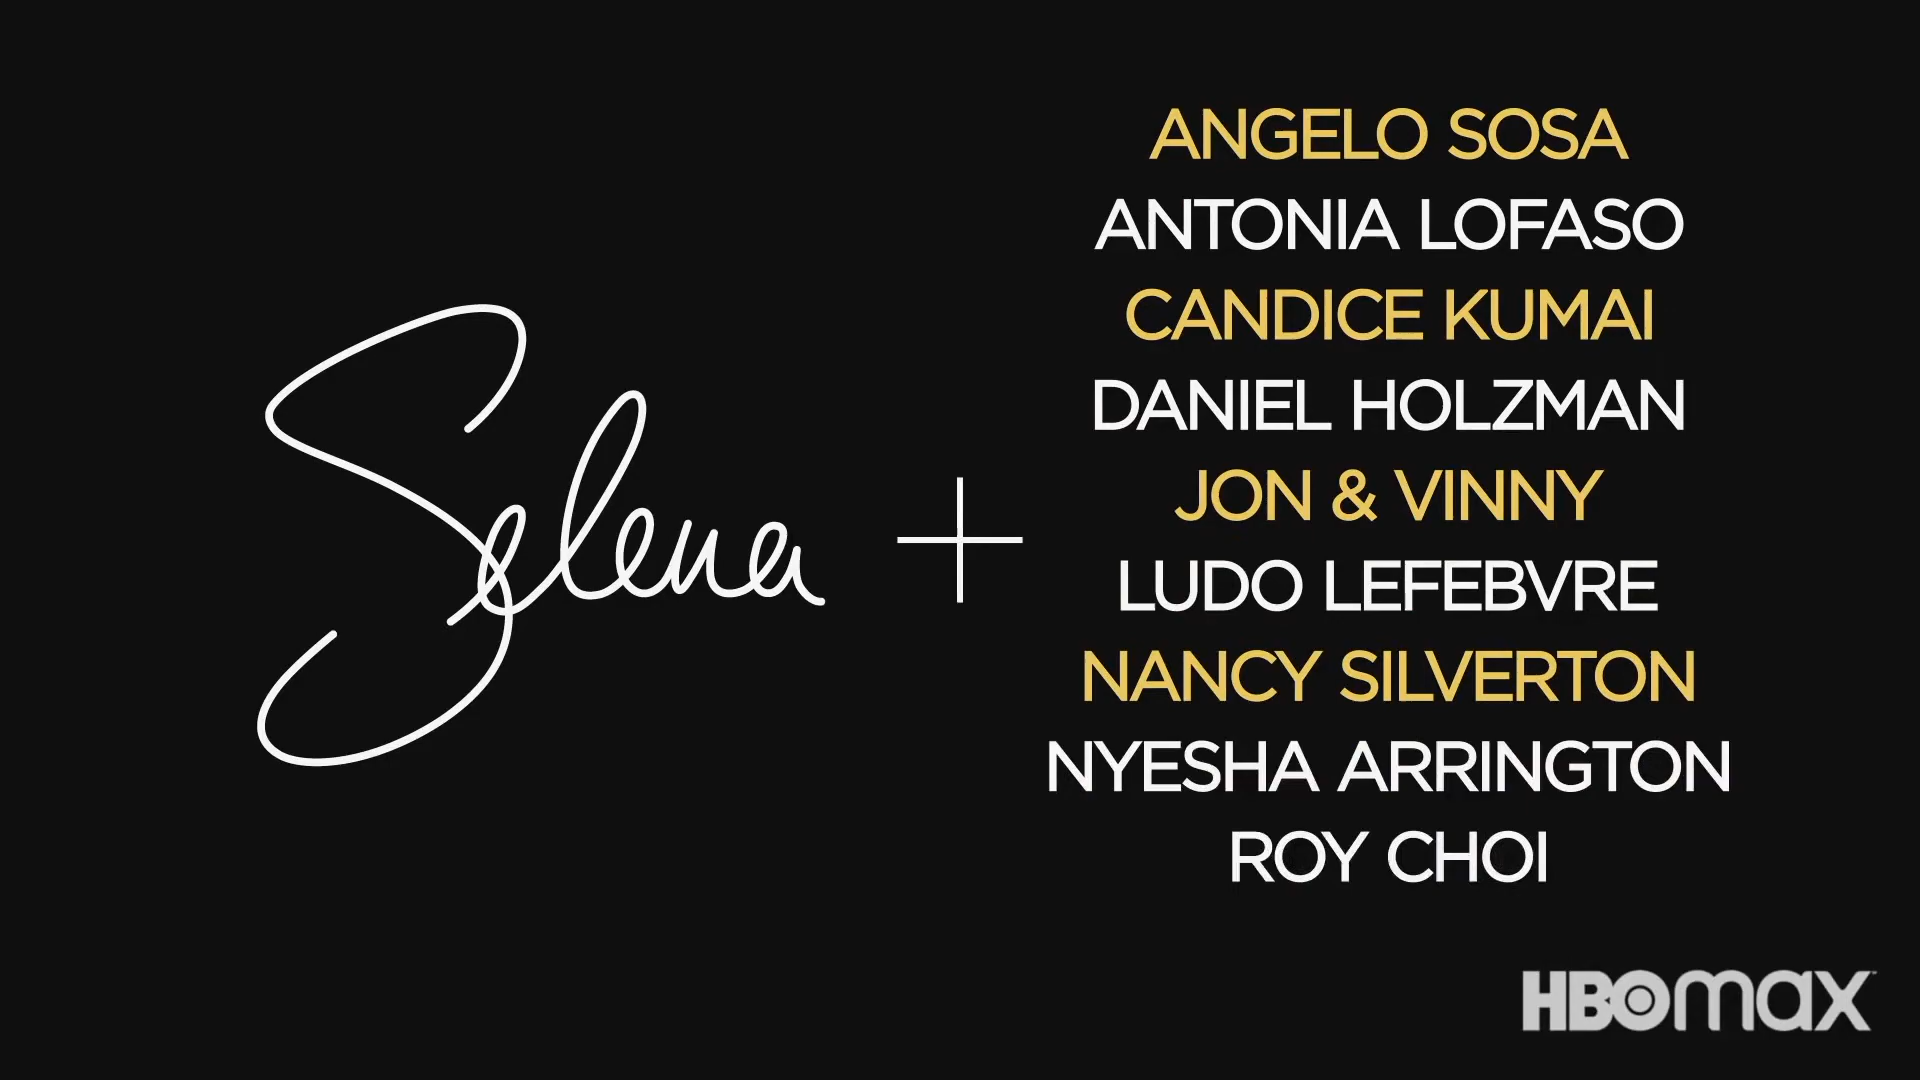 Selena +
ANGELO SOSA
ANTONIA LOFASO
CANDICE KUMAI
DANIEL HOLZMAN
JON & VINNY
LUDO LEFEBVRE
NANCY SILVERTON
NYESHA ARRINGTON
ROY CHOI
HBOmax